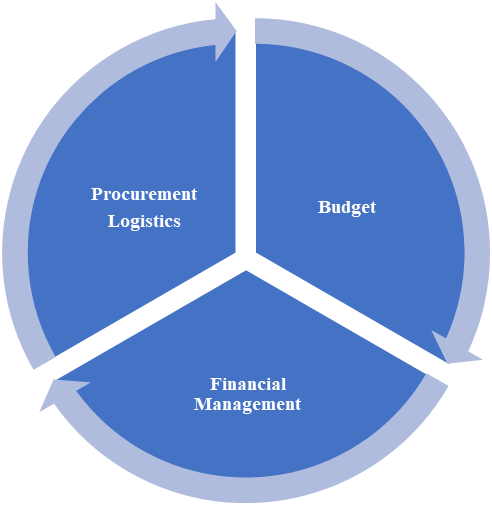 Procurement
Logistics
Budget
Financial
Management